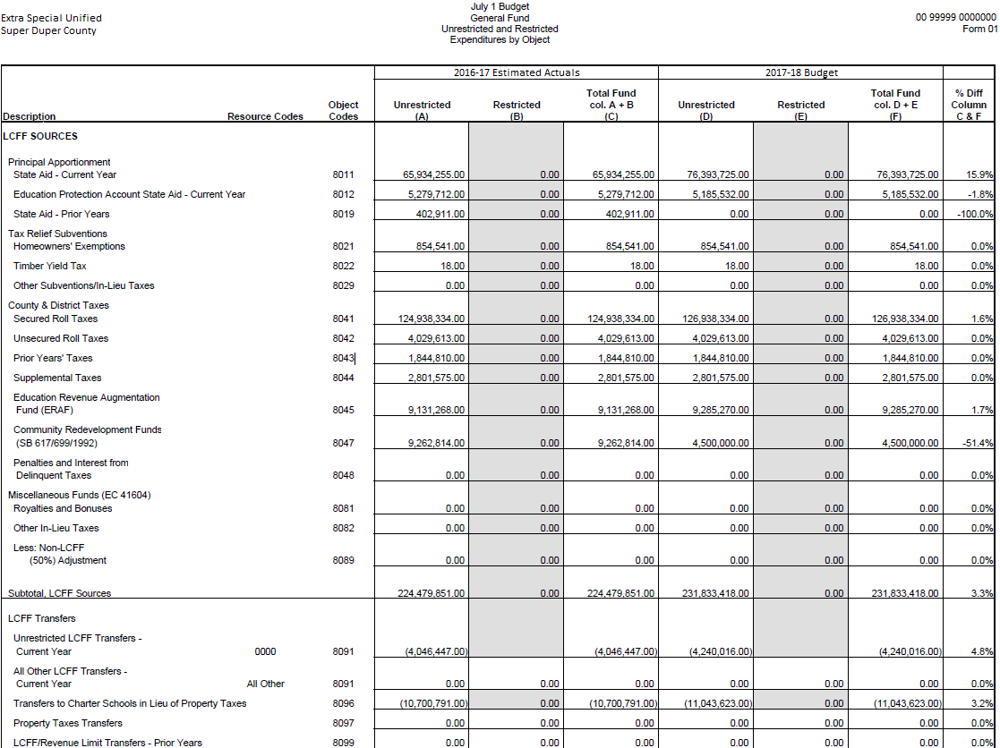 July 1 Budget
General Fund
Unrestricted and Restricted
Expenditures by Object
Extra Special Unified
Super Duper County
00 99999 0000000
Form 01
2016-17 Estimated Actuals 2017-18 Budget
Description Resource Codes Object Codes Unrestricted (A) Restricted (B) Total Fund col. A + B (C) Unrestricted (D) Restricted (E) Total Fund col. D + E (F) % Diff Column C & F
LCFF SOURCES
Principal Apportionment
State Aid - Current Year 8011 65,934,255.00 0.00 65,934,255.00 76,393,725.00 0.00 76,393,725.00 15.9%
Education Protection Account State Aid - Current Year 8012 5,279,712.00 0.00 5,279,712.00 5,185,532.00 0.00 5,185,532.00 -1.8%
State Aid - Prior Years 8019 402,911.00 0.00 402,911.00 0.00 0.00 0.00 -100.0%
Tax Relief Subventions
Homeowners' Exemptions 8021 854,541.00 0.00 854,541.00 854,541.00 0.00 854,541.00 0.0%
Timber Yield Tax 8022 18.00 0.00 18.00 18.00 0.00 18.00 0.0%
Other Subventions/In-Lieu Taxes 8029 0.00 0.00 0.00 0.00 0.00 0.00 0.0%
County & District Taxes
Secured Roll Taxes 8041 124,938,334.00 0.00 124,938,334.00 126,938,334.00 0.00 126,938,334.00 1.6%
Unsecured Roll Taxes 8042 4,029,613.00 0.00 4,029,613.00 4,029,613.00 0.00 4,029,613.00 0.0%
Prior Years' Taxes 8043 1,844,810.00 0.00 1,844,810.00 1,844,810.00 0.00 1,844,810.00 0.0%
Supplemental Taxes 8044 2,801,575.00 0.00 2,801,575.00 2,801,575.00 0.00 2,801,575.00 0.0%
Education Revenue Augmentation
Fund (ERAF) 8045 9,131,268.00 0.00 9,131,268.00 9,285,270.00 0.00 9,285,270.00 1.7%
Community Redevelopment Funds
(SB 617/699/1992) 8047 9,262,814.00 0.00 9,262,814.00 4,500,000.00 0.00 4,500,000.00 -51.4%
Penalties and Interest from
Delinquent Taxes 8048 0.00 0.00 0.00 0.00 0.00 0.00 0.0%
Miscellaneous Funds (EC 41604)
Royalties and Bonuses 8081 0.00 0.00 0.00 0.00 0.00 0.00 0.0%
Other In-Lieu Taxes 8082 0.00 0.00 0.00 0.00 0.00 0.00 0.0%
Less: Non-LCFF
(50%) Adjustment 8089 0.00 0.00 0.00 0.00 0.00 0.00 0.0%
Subtotal, LCFF Sources 224,479,851.00 0.00 224,479,851.00 231,833,418.00 0.00 231,833,418.00 3.3%
LCFF Transfers
Unrestricted LCFF Transfers -
Current Year 0000 8091 (4,046,447.00) (4,046,447.00) (4,240,016.00) (4,240,016.00) 4.8%
All Other LCFF Transfers -
Current Year All Other 8091 0.00 0.00 0.00 0.00 0.00 0.00 0.0%
Transfers to Charter Schools in Lieu of Property Taxes 8096 (10,700,791.00) 0.00 (10,700,791.00) (11,043,623.00) 0.00 (11,043,623.00) 3.2%
Property Taxes Transfers 8097 0.00 0.00 0.00 0.00 0.00 0.00 0.0%
LCFF/Revenue Limit Transfers - Prior Years 8099 0.00 0.00 0.00 0.00 0.00 0.00 0.0%